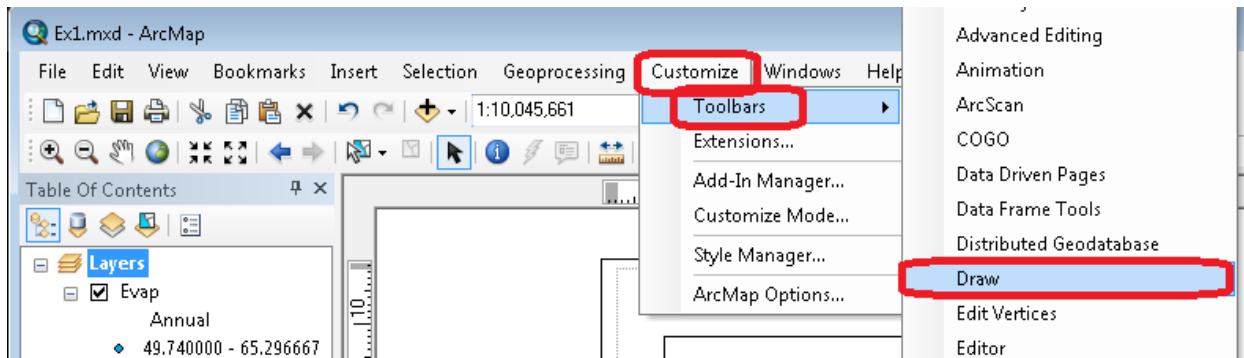 Ex1.mxd - ArcMap
File Edit View Bookmarks Insert Selection Geoprocessing Customize Windows Help
1:10,045,661
Table Of Contents
Layers
Evap
Annual
49.740000 - 65.296667
10
Toolbars
Extensions...
Add-In Manager...
Customize Mode...
Style Manager...
ArcMap Options...
Advanced Editing
Animation
ArcScan
COGO
Data Driven Pages
Data Frame Tools
Distributed Geodatabase
Draw
Edit Vertices
Editor